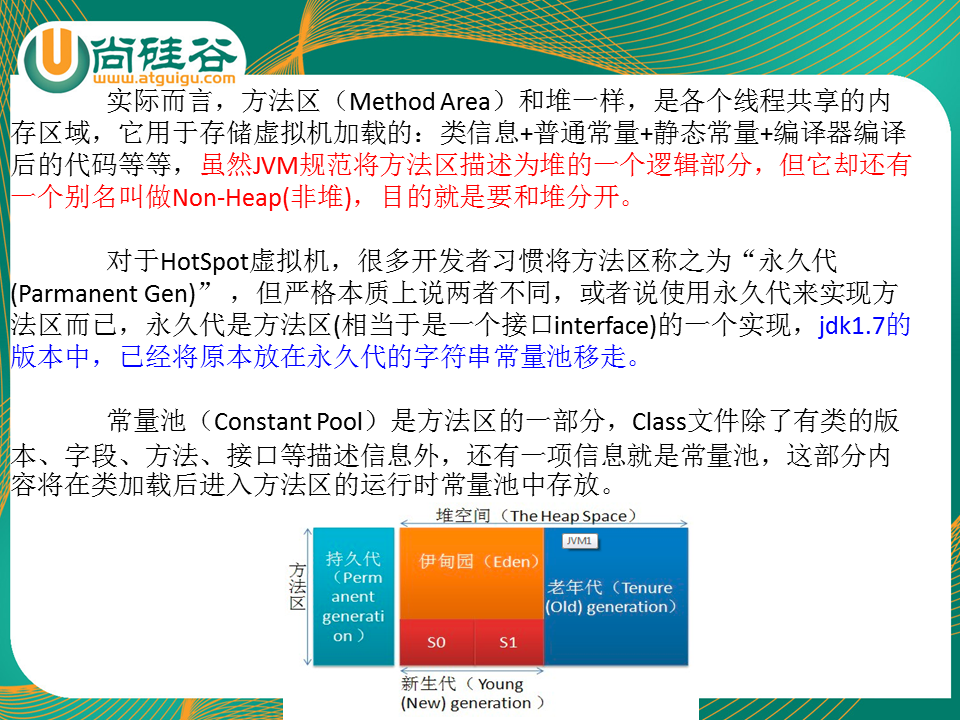 尚硅谷
www.atguigu.com
实际而言，方法区（Method Area）和堆一样，是各个线程共享的内
存区域，它用于存储虚拟机加载的：类信息+普通常量+静态常量+编译器编译
后的代码等等，虽然JVM规范将方法区描述为堆的一个逻辑部分，但它却还有
一个别名叫做Non-Heap(非堆)，目的就是要和堆分开。
对于HotSpot虚拟机，很多开发者习惯将方法区称之为“永久代
(Parmanent Gen)” ，但严格本质上说两者不同，或者说使用永久代来实现方
法区而已，永久代是方法区(相当于是一个接口interface)的一个实现，jdk1.7的
版本中，已经将原本放在永久代的字符串常量池移走。
常量池（Constant Pool）是方法区的一部分，Class文件除了有类的版
本、字段、方法、接口等描述信息外，还有一项信息就是常量池，这部分内
容将在类加载后进入方法区的运行时常量池中存放。
堆空间（The Heap Space）
方法区
持久代
（Perm
anent
generati
on ）
伊甸园（Eden）
S0
S1
JVM1
老年代（Tenure
(Old) generation）
新生代（ Young
(New) generation ）